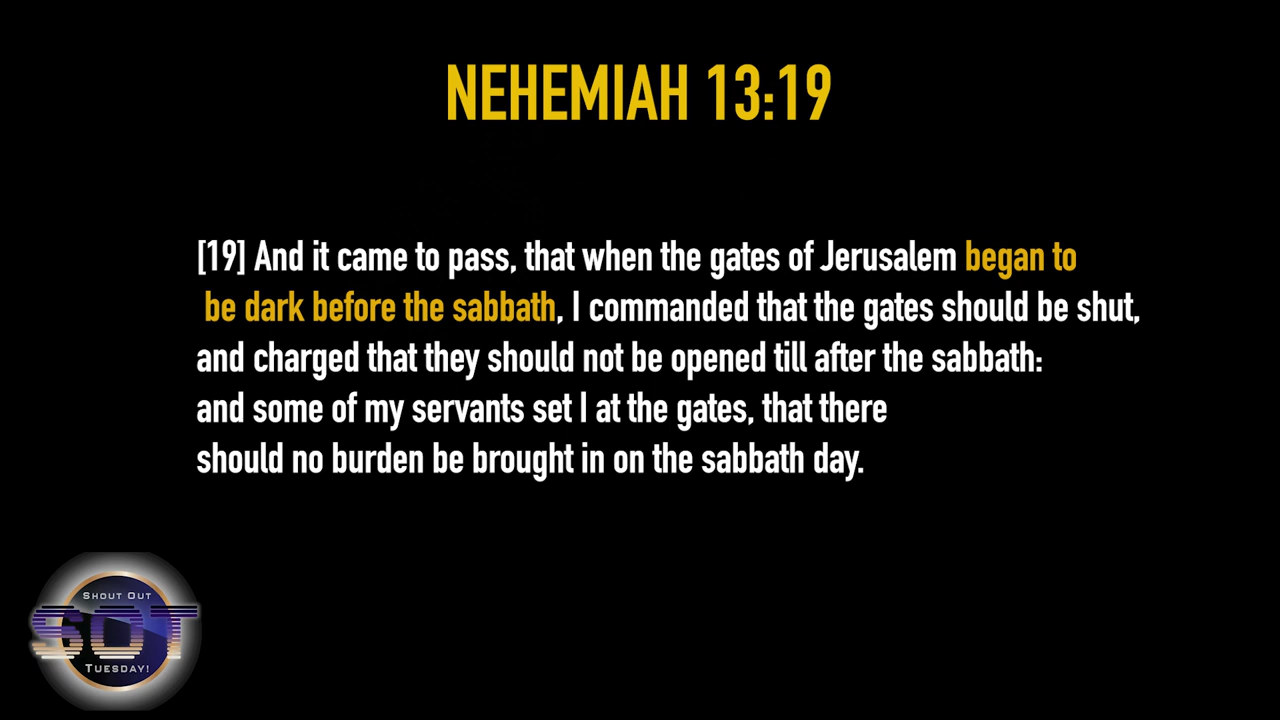 NEHEMIAH 13:19
[19] And it came to pass, that when the gates of Jerusalem began to
be dark before the sabbath, I commanded that the gates should be shut,
and charged that they should not be opened till after the sabbath:
and some of my servants set I at the gates, that there
should no burden be brought in on the sabbath day.
SHOUT OUT
SOT
TUESDAY!